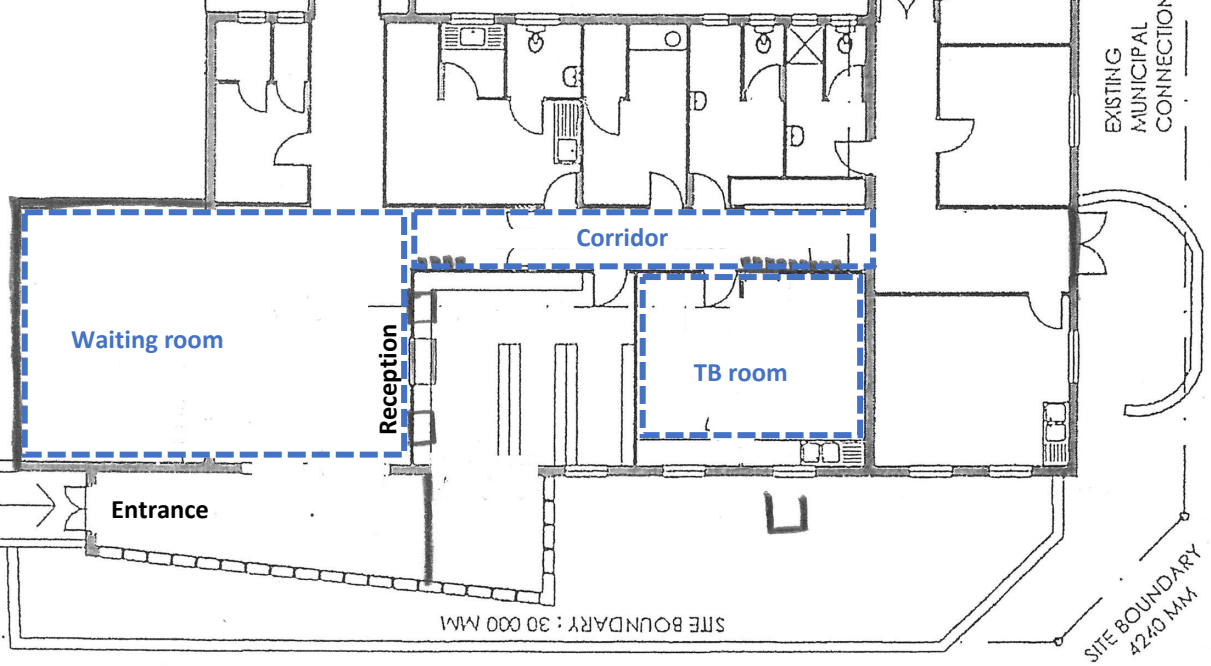 EXISTING
MUNICIPAL
CONNECTION
Corridor
Waiting room
Reception
TB room
Entrance
SITE BOUNDARY : 30 000 MM
SITE BOUNDARY
4240 MM